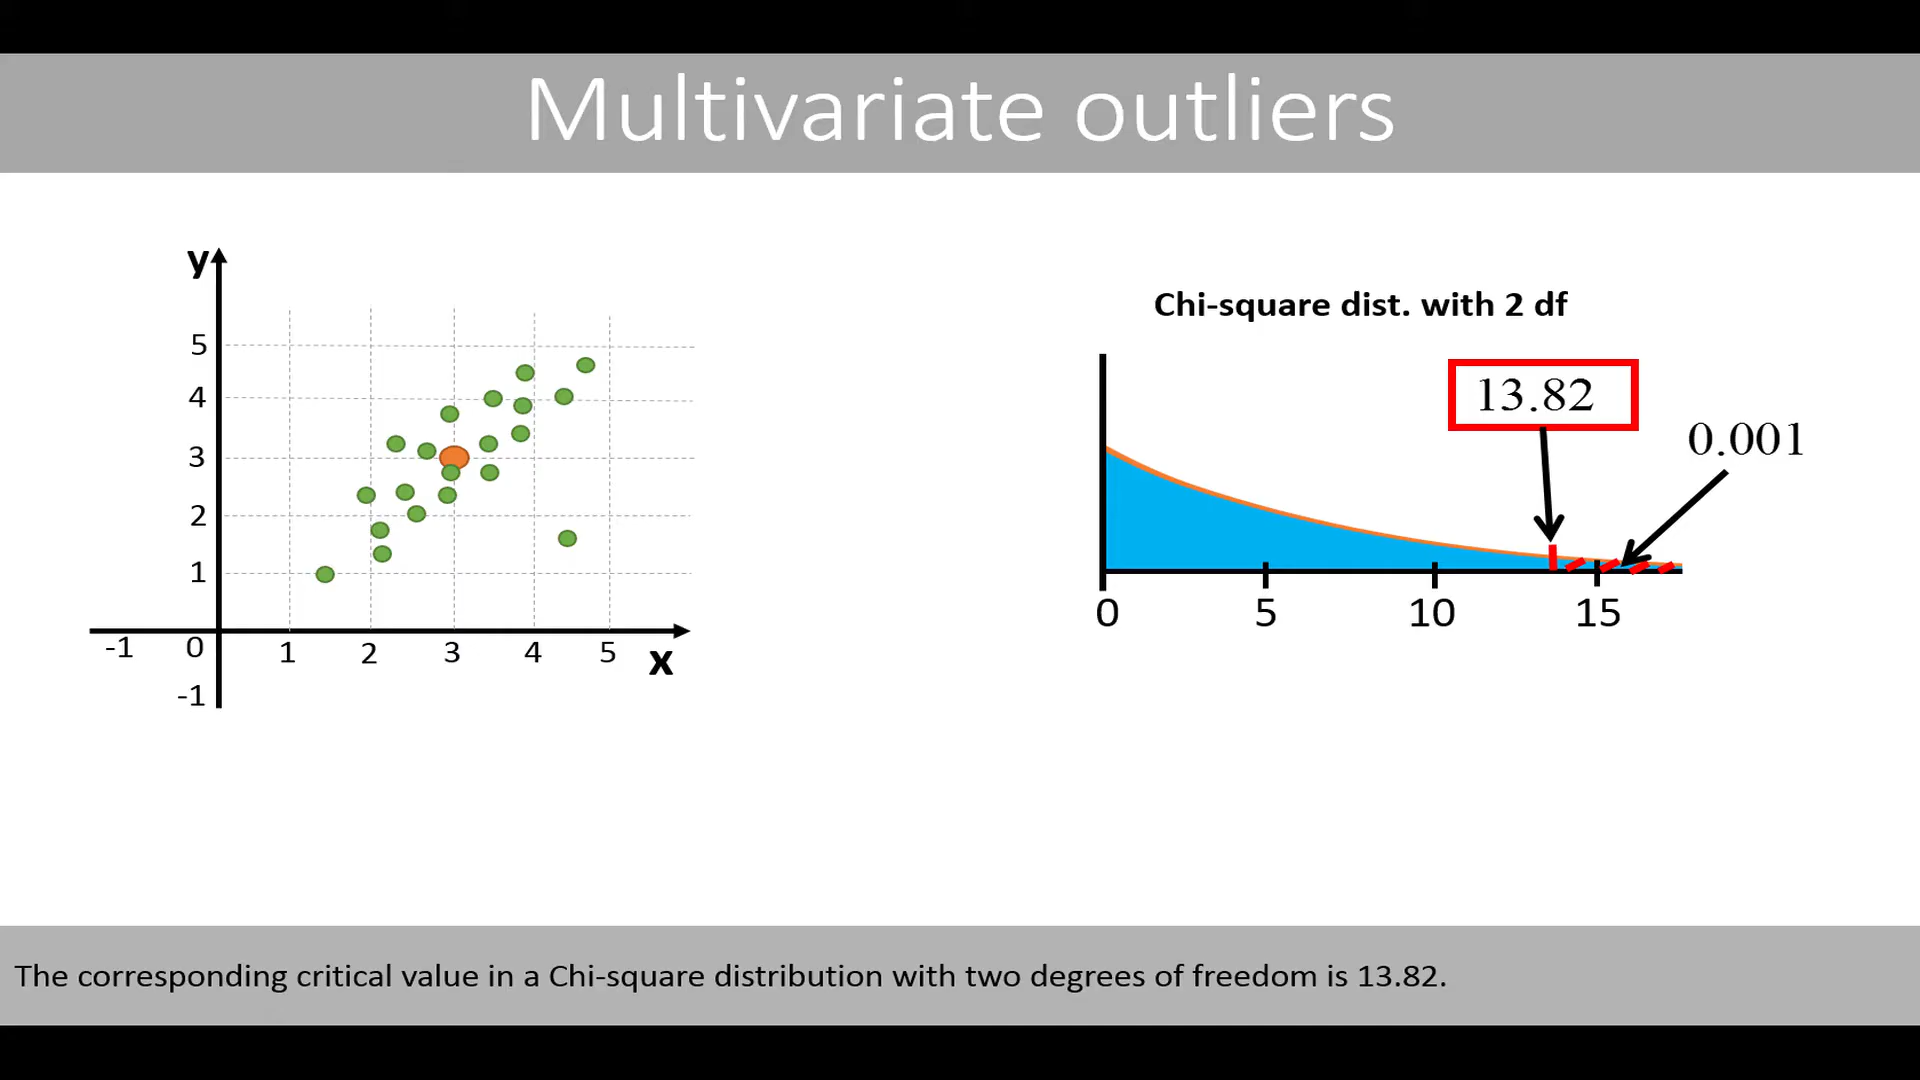 Multivariate outliers
y
5
4
3
2
1
-1 0 1 2 3 4 5 x
-1
Chi-square dist. with 2 df
13.82
0.001
0 5 10 15
The corresponding critical value in a Chi-square distribution with two degrees of freedom is 13.82.